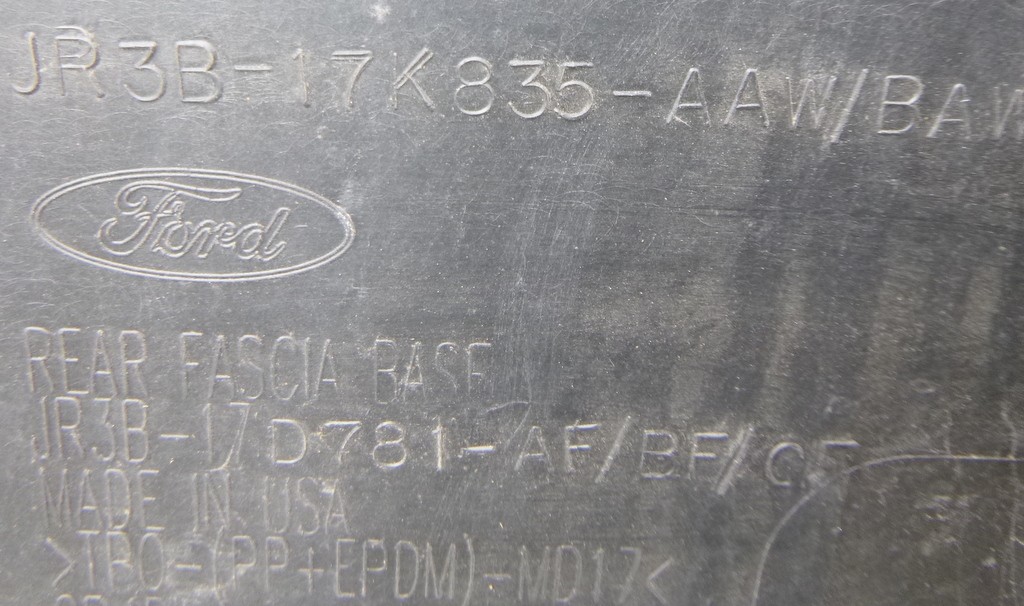 JR3B-17K835-AAW/BAW
Ford
REAR FASCIA BASE
JR3B-17D781-AF/BF/CF
MADE IN USA
>TPO-(PP+EPDM)-MD17<